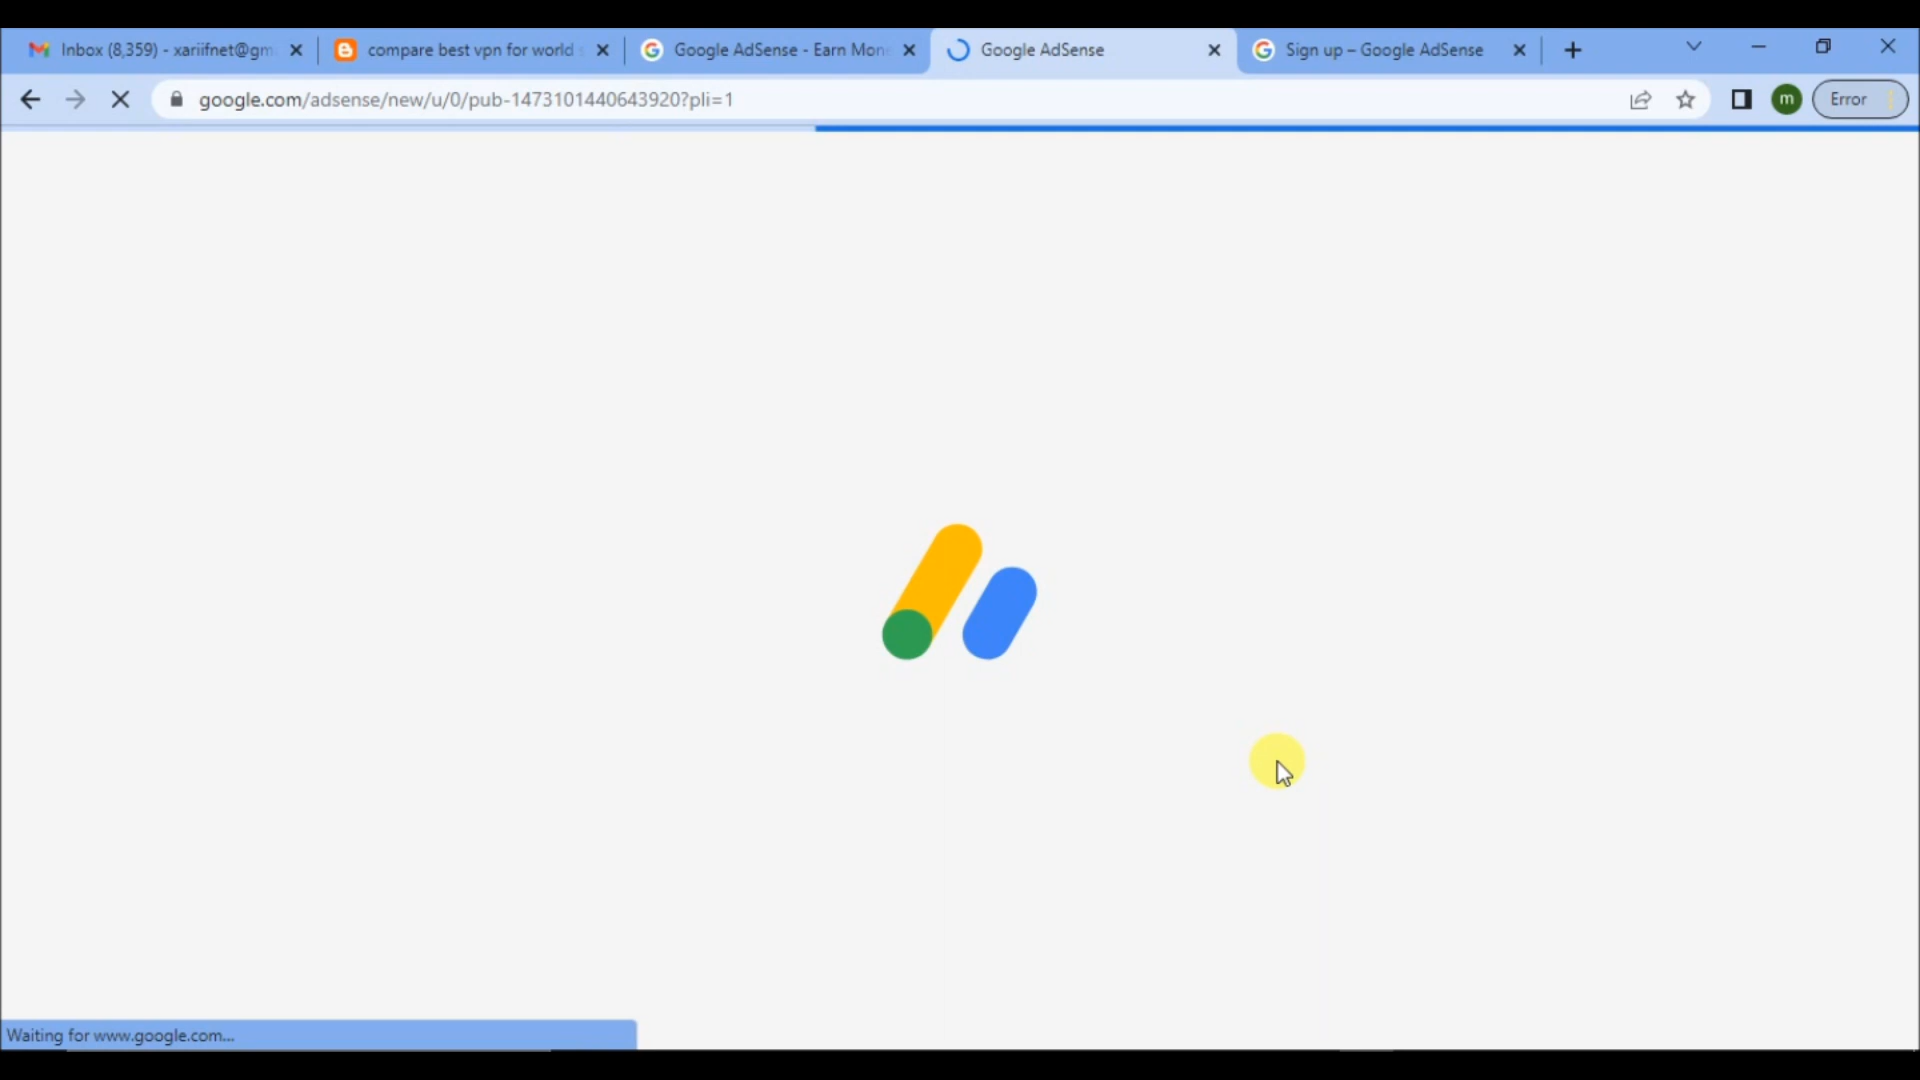 Inbox (8,359) - xariifnet@gm
compare best vpn for world s
Google AdSense - Earn Mone
Google AdSense
Sign up – Google AdSense
google.com/adsense/new/u/0/pub-1473101440643920?pli=1
m
Error
Waiting for www.google.com...